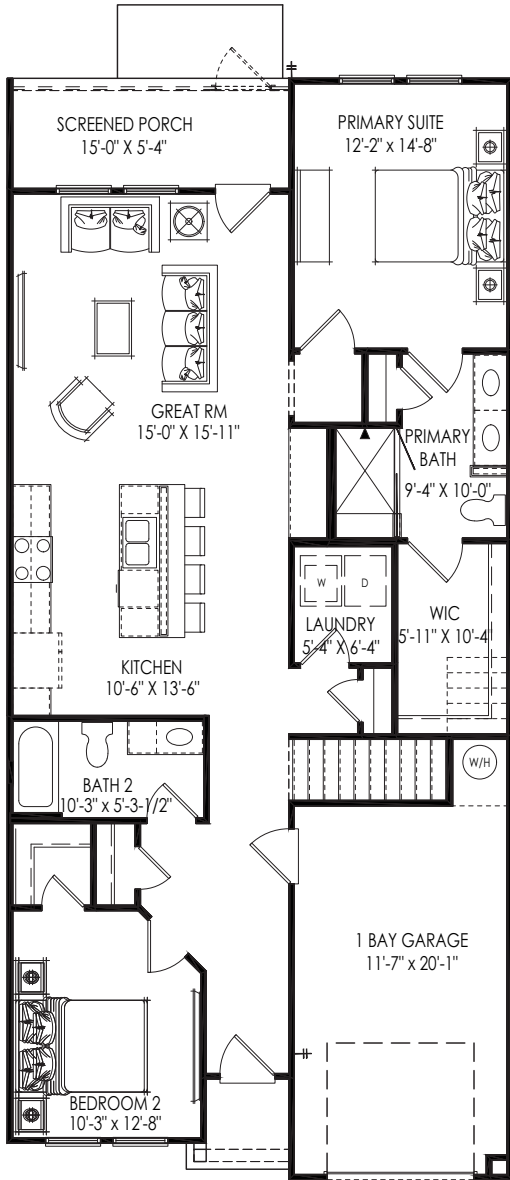 SCREENED PORCH
15'-0" X 5'-4"
PRIMARY SUITE
12'-2" x 14'-8"
GREAT RM
15'-0" X 15'-11"
PRIMARY
BATH
9'-4" X 10'-0"
W
D
LAUNDRY
5'-4" X 6'-4"
WIC
5'-11" X 10'-4"
KITCHEN
10'-6" X 13'-6"
BATH 2
10'-3" x 5'-3-1/2"
W/H
1 BAY GARAGE
11'-7" x 20'-1"
BEDROOM 2
10'-3" x 12'-8"